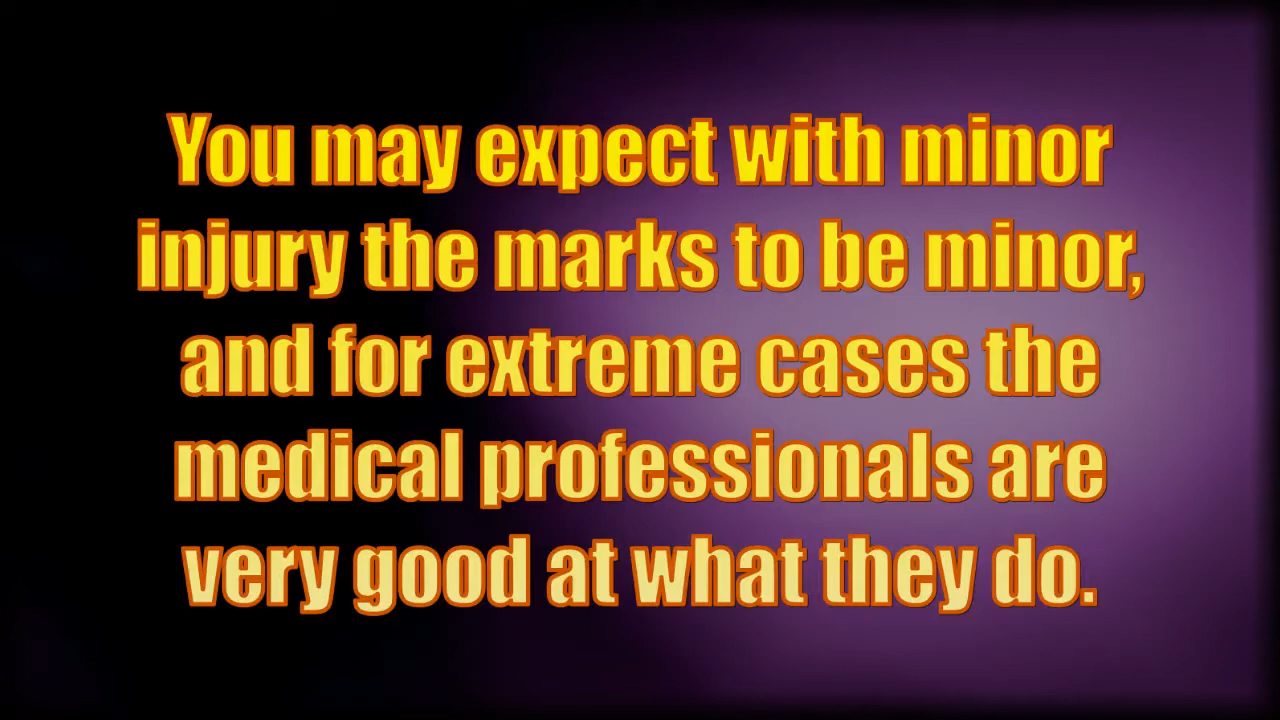 You may expect with minor
injury the marks to be minor,
and for extreme cases the
medical professionals are
very good at what they do.